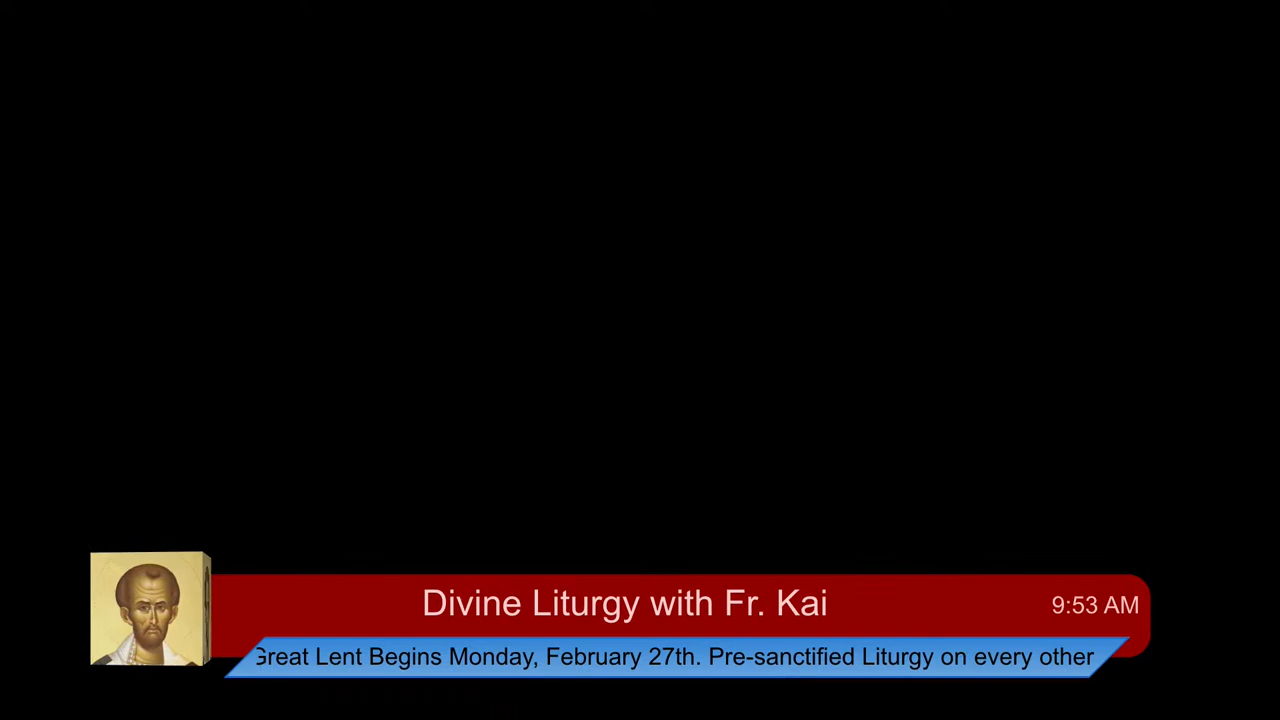 Divine Liturgy with Fr. Kai
9:53 AM
Great Lent Begins Monday, February 27th. Pre-sanctified Liturgy on every other